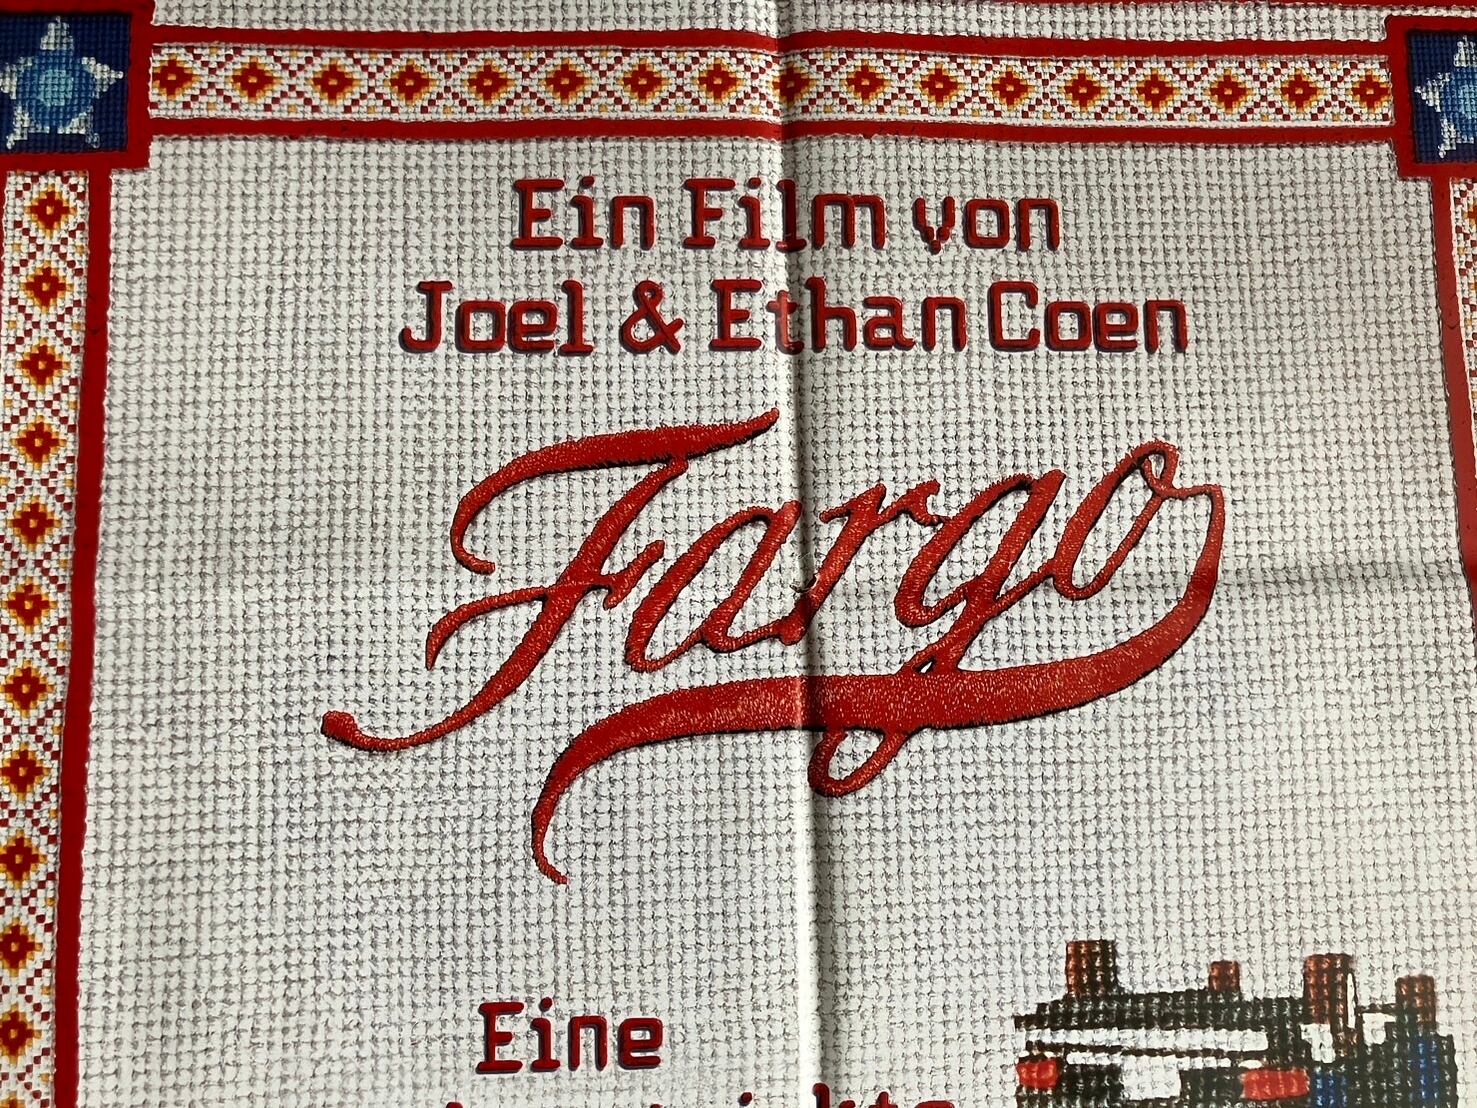 Ein Film von
Joel & Ethan Coen
Fargo
Eine